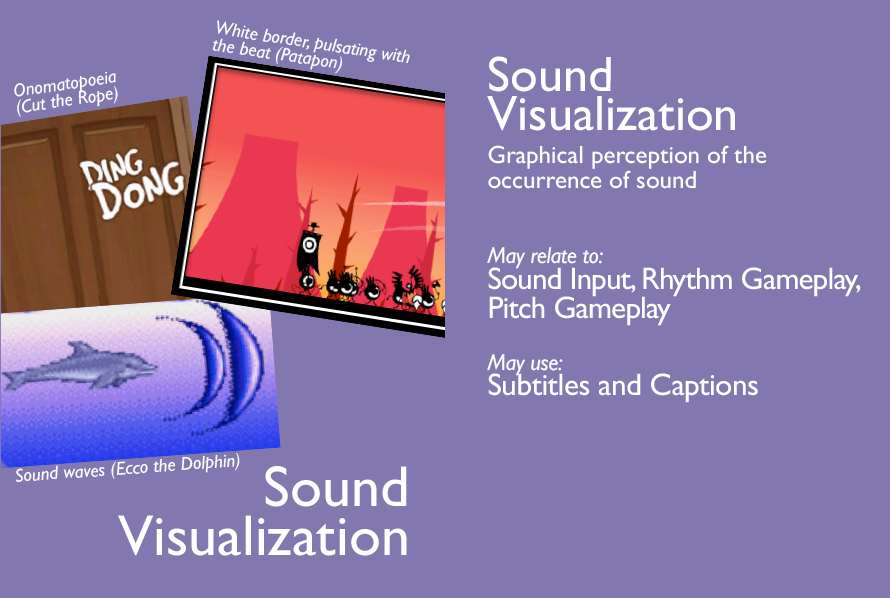 White border, pulsating with
the beat (Patapon)
Onomatopoeia
(Cut the Rope)
DING
DONG
Sound waves (Ecco the Dolphin)
Sound
Visualization
Sound
Visualization
Graphical perception of the
occurrence of sound
May relate to:
Sound Input, Rhythm Gameplay,
Pitch Gameplay
May use:
Subtitles and Captions